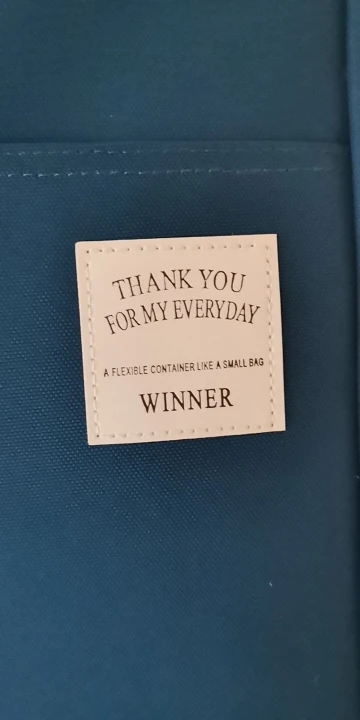 THANK YOU
FOR MY EVERYDAY
A FLEXIBLE CONTAINER LIKE A SMALL BAG
WINNER